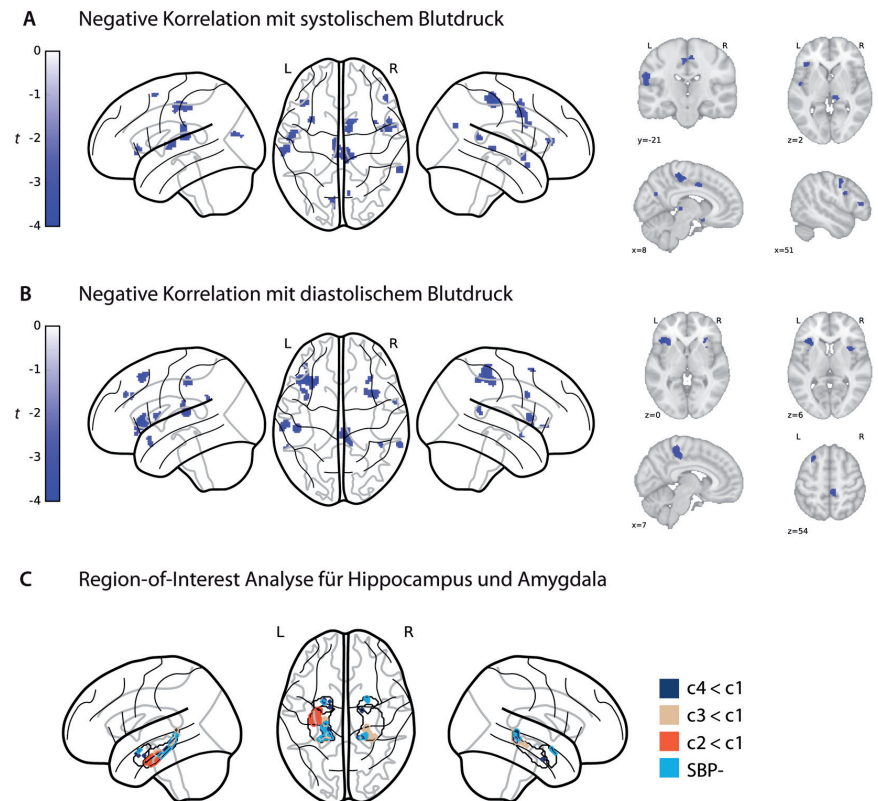 A Negative Korrelation mit systolischem Blutdruck
0
-1
-2
-3
-4
t
L R
L R
y=-21
L R
z=2
x=8
x=51
B Negative Korrelation mit diastolischem Blutdruck
0
-1
-2
-3
-4
t
L R
L R
z=0
L R
z=6
x=7
L R
z=54
C Region-of-Interest Analyse für Hippocampus und Amygdala
L R
c4 < c1
c3 < c1
c2 < c1
SBP-